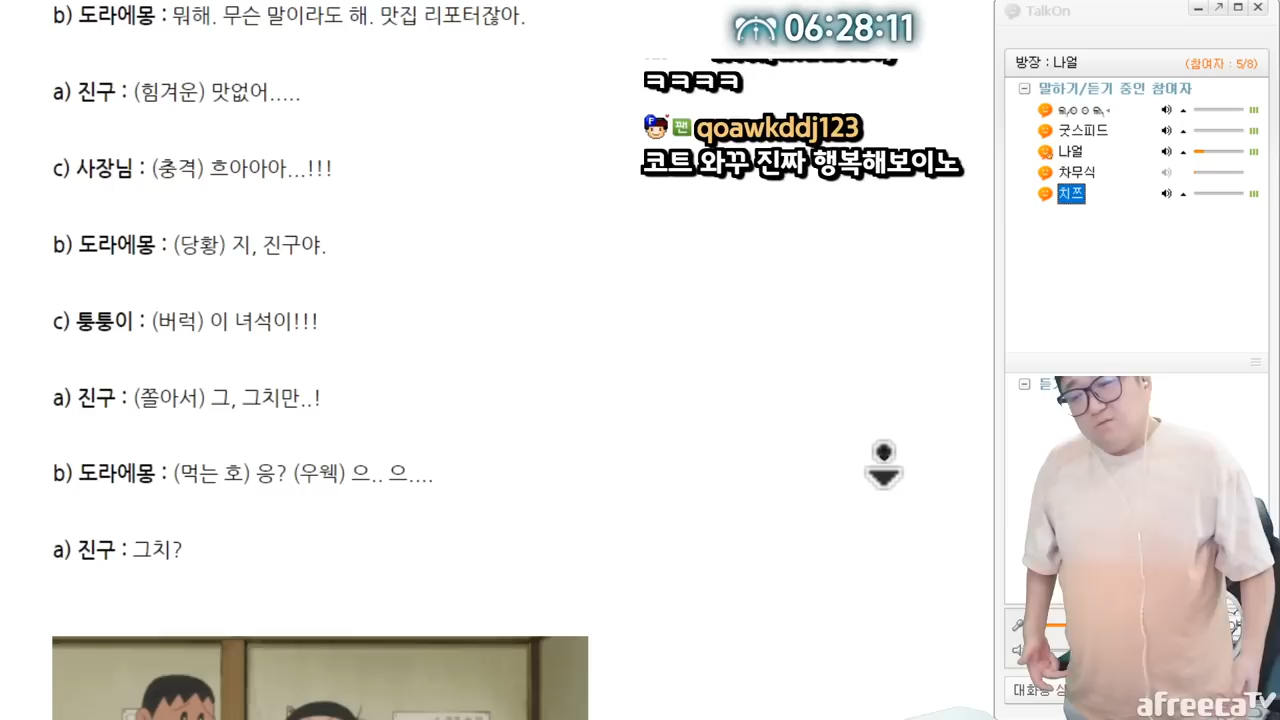 b) 도라에몽 : 뭐해. 무슨 말이라도 해. 맛집 리포터잖아.
a) 진구 : (힘겨운) 맛없어.....
c) 사장님 : (충격) 흐아아아...!!!
b) 도라에몽 : (당황) 지, 진구야.
c) 퉁퉁이 : (버럭) 이 녀석이!!!
a) 진구 : (쫄아서) 그, 그치만..!
b) 도라에몽 : (먹는 호) 응? (우웩) 으.. 으....
a) 진구 : 그치?
06:28:11
ㅋㅋㅋㅋ
팬 qoawkddj123
코트 와꾸 진짜 행복해보이노
TalkOn
방장 : 나얼
(참여자 : 5/8)
말하기/듣기 중인 참여자
굿스피드
나얼
차무식
치쯔
afreecaTV